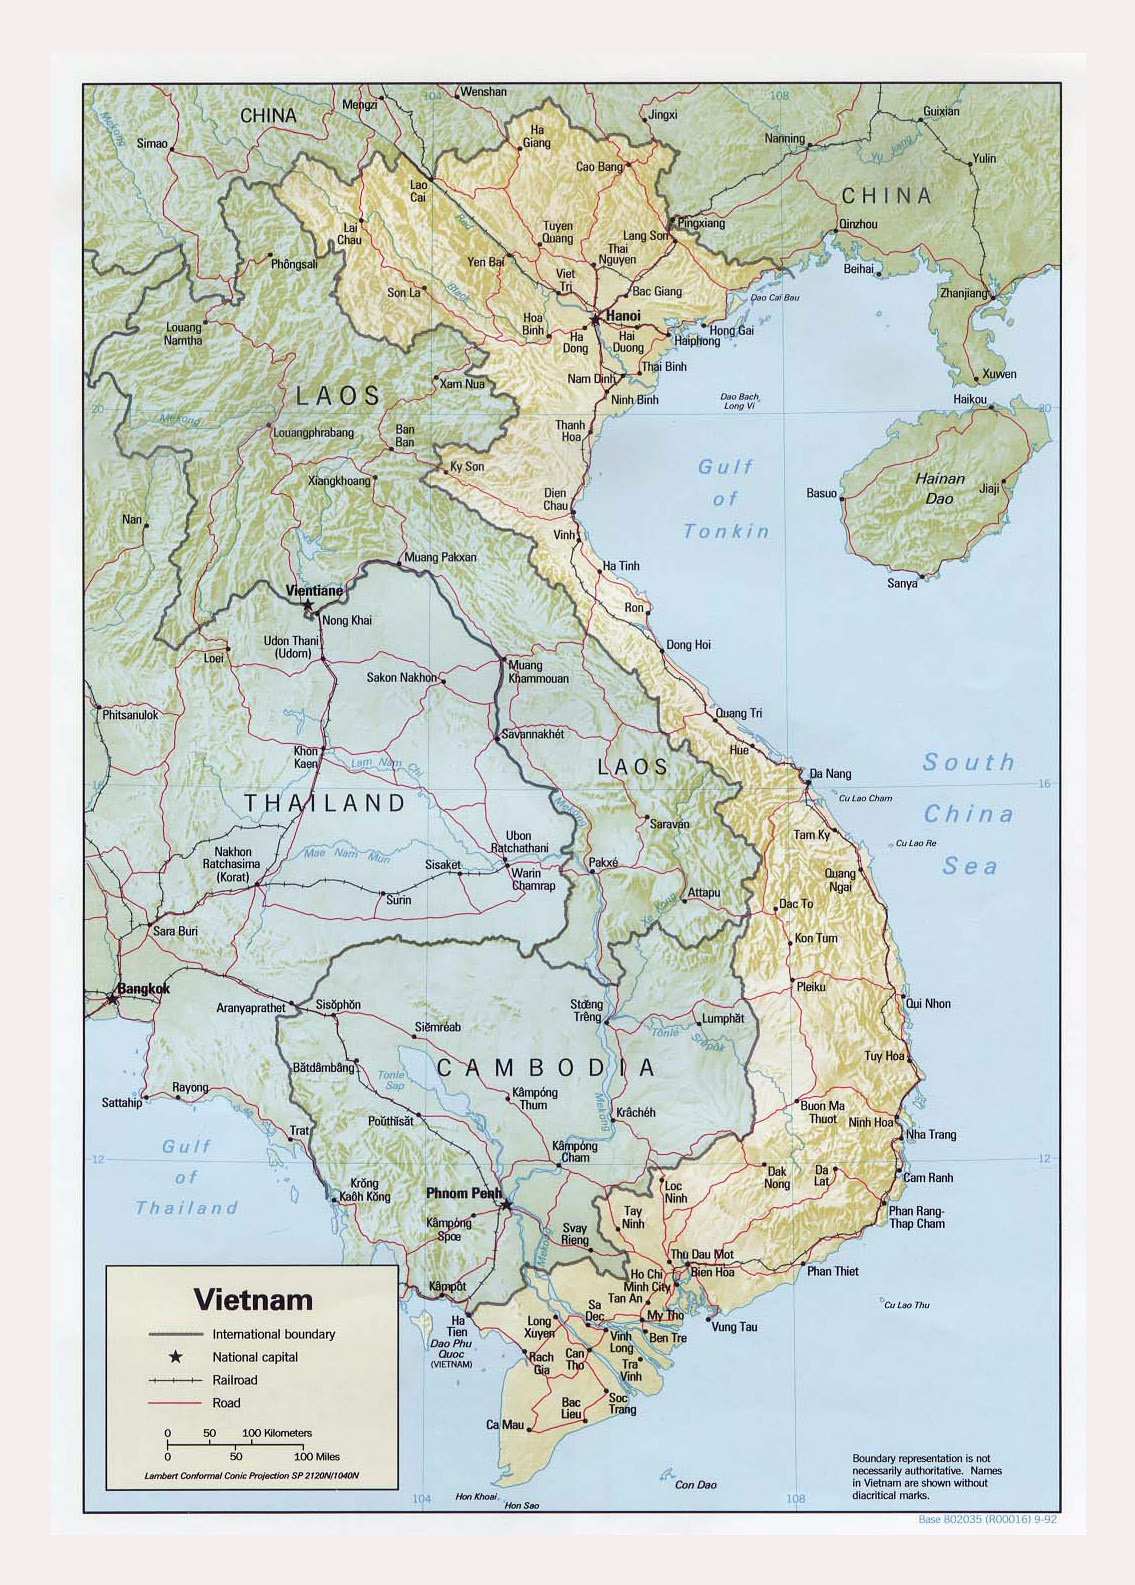 CHINA
Mekong
Simao
Mengzi
104
Wenshan
Ha
Giang
Jingxi
108
Nanning
Guixian
Yu Jiang
Yulin
CHINA
Cao Bang
Lao
Cai
Lai
Chau
Red
Tuyen
Quang
Lang Son
Pingxiang
Qinzhou
Thai
Nguyen
Yen Bai
Viet
Tri
Beihai
Phôngsali
Son La
Black
Bac Giang
Dao Cai Bau
Zhanjiang
Louang
Namtha
Hoa
Binh
Hanoi
Ha
Dong
Hai
Duong
Haiphong
Hong Gai
Thai Binh
Nam Dinh
Ninh Binh
Xam Nua
Xuwen
LAOS
Dao Bach
Long Vi
Haikou
20
20
Mekong
Louangphrabang
Ban
Ban
Thanh
Hoa
Ky Son
Xiangkhoang
Gulf
of
Tonkin
Basuo
Hainan
Dao
Jiaji
Dien
Chau
Nan
Vinh
Muang Pakxan
Ha Tinh
Sanya
Vientiane
Nong Khai
Ron
Udon Thani
(Udorn)
Loei
Dong Hoi
Muang
Khammouan
Sakon Nakhon
Phitsanulok
Quang Tri
Savannakhét
Hue
Khon
Kaen
Lam Nam Chi
LAOS
Da Nang
South
China
Sea
16
16
Cu Lao Cham
THAILAND
Mekong
Saravan
Tam Ky
Cu Lao Re
Ubon
Ratchathani
Nakhon
Ratchasima
(Korat)
Mae Nam Mun
Sisaket
Warin
Chamrap
Pakxé
Quang
Ngai
Surin
Attapu
Xe Kong
Dac To
Sara Buri
Kon Tum
Bangkok
Pleiku
Aranyaprathet
Sisŏphŏn
Stœng
Trêng
Lumphăt
Qui Nhon
Siĕmréab
Tônlé Srêpôk
CAMBODIA
Tuy Hoa
Bătdâmbâng
Tonle
Sap
Rayong
Sattahip
Kâmpóng
Thum
Mekong
Krâchéh
Buon Ma
Thuot
Ninh Hoa
Poŭthĭsăt
Trat
Nha Trang
Gulf
of
Thailand
12
12
Kâmpóng
Cham
Dak
Nong
Da
Lat
Cam Ranh
Krŏng
Kaôh Kŏng
Phnom Penh
Loc
Ninh
Tay
Ninh
Phan Rang-
Thap Cham
Kâmpóng
Spœ
Svay
Rieng
Mekong
Thu Dau Mot
Bien Hoa
Phan Thiet
Ho Chi
Minh City
Kâmpôt
Tan An
Cu Lao Thu
Sa
Dec
My Tho
Ha
Tien
Long
Xuyen
Vung Tau
Vinh
Long
Ben Tre
Dao Phu
Quoc
(VIETNAM)
Rach
Gia
Can
Tho
Tra
Vinh
Bac
Lieu
Soc
Trang
Ca Mau
Con Dao
Hon Khoai
Hon Sao
104
108
Vietnam
International boundary
National capital
Railroad
Road
0 50 100 Kilometers
0 50 100 Miles
Lambert Conformal Conic Projection SP 2120N/1040N
Boundary representation is not
necessarily authoritative. Names
in Vietnam are shown without
diacritical marks.
Base 802035 (R00016) 9-92